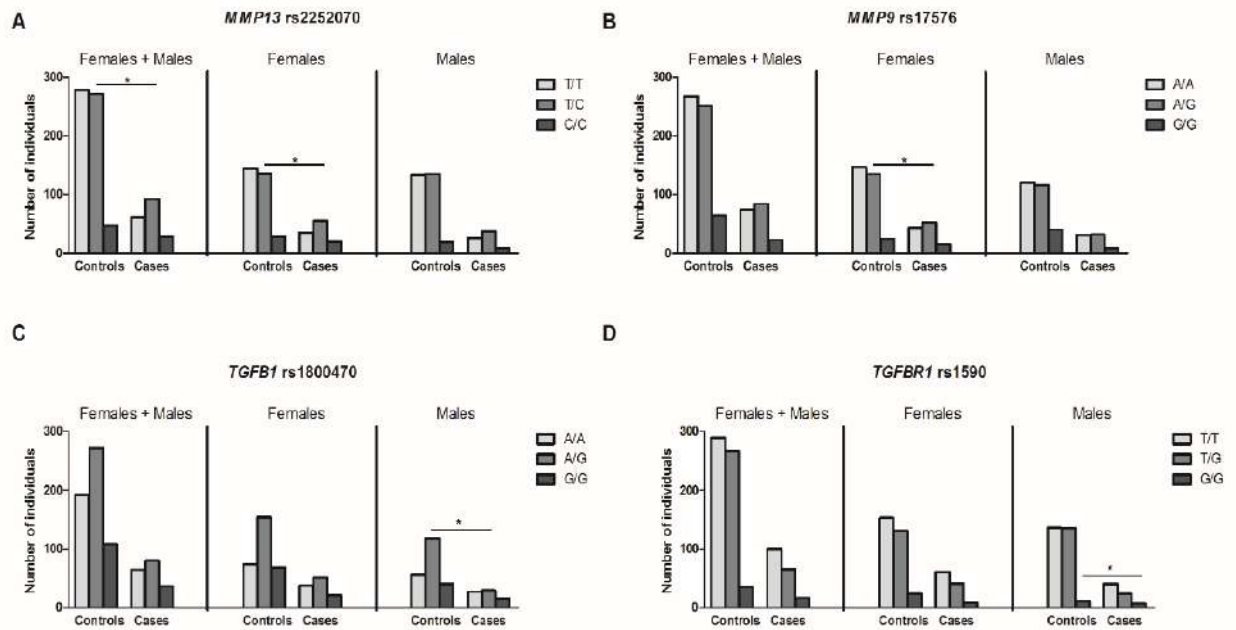 A
MMP13 rs2252070
Females + Males
Females
Males
Number of individuals
300
200
100
0
*
*
T/T
T/C
C/C
Controls
Cases
Controls
Cases
Controls
Cases
B
MMP9 rs17576
Females + Males
Females
Males
Number of individuals
300
200
100
0
*
A/A
A/G
G/G
Controls
Cases
Controls
Cases
Controls
Cases
C
TGFB1 rs1800470
Females + Males
Females
Males
Number of individuals
300
200
100
0
*
A/A
A/G
G/G
Controls
Cases
Controls
Cases
Controls
Cases
D
TGFBR1 rs1590
Females + Males
Females
Males
Number of individuals
300
200
100
0
*
T/T
T/G
G/G
Controls
Cases
Controls
Cases
Controls
Cases